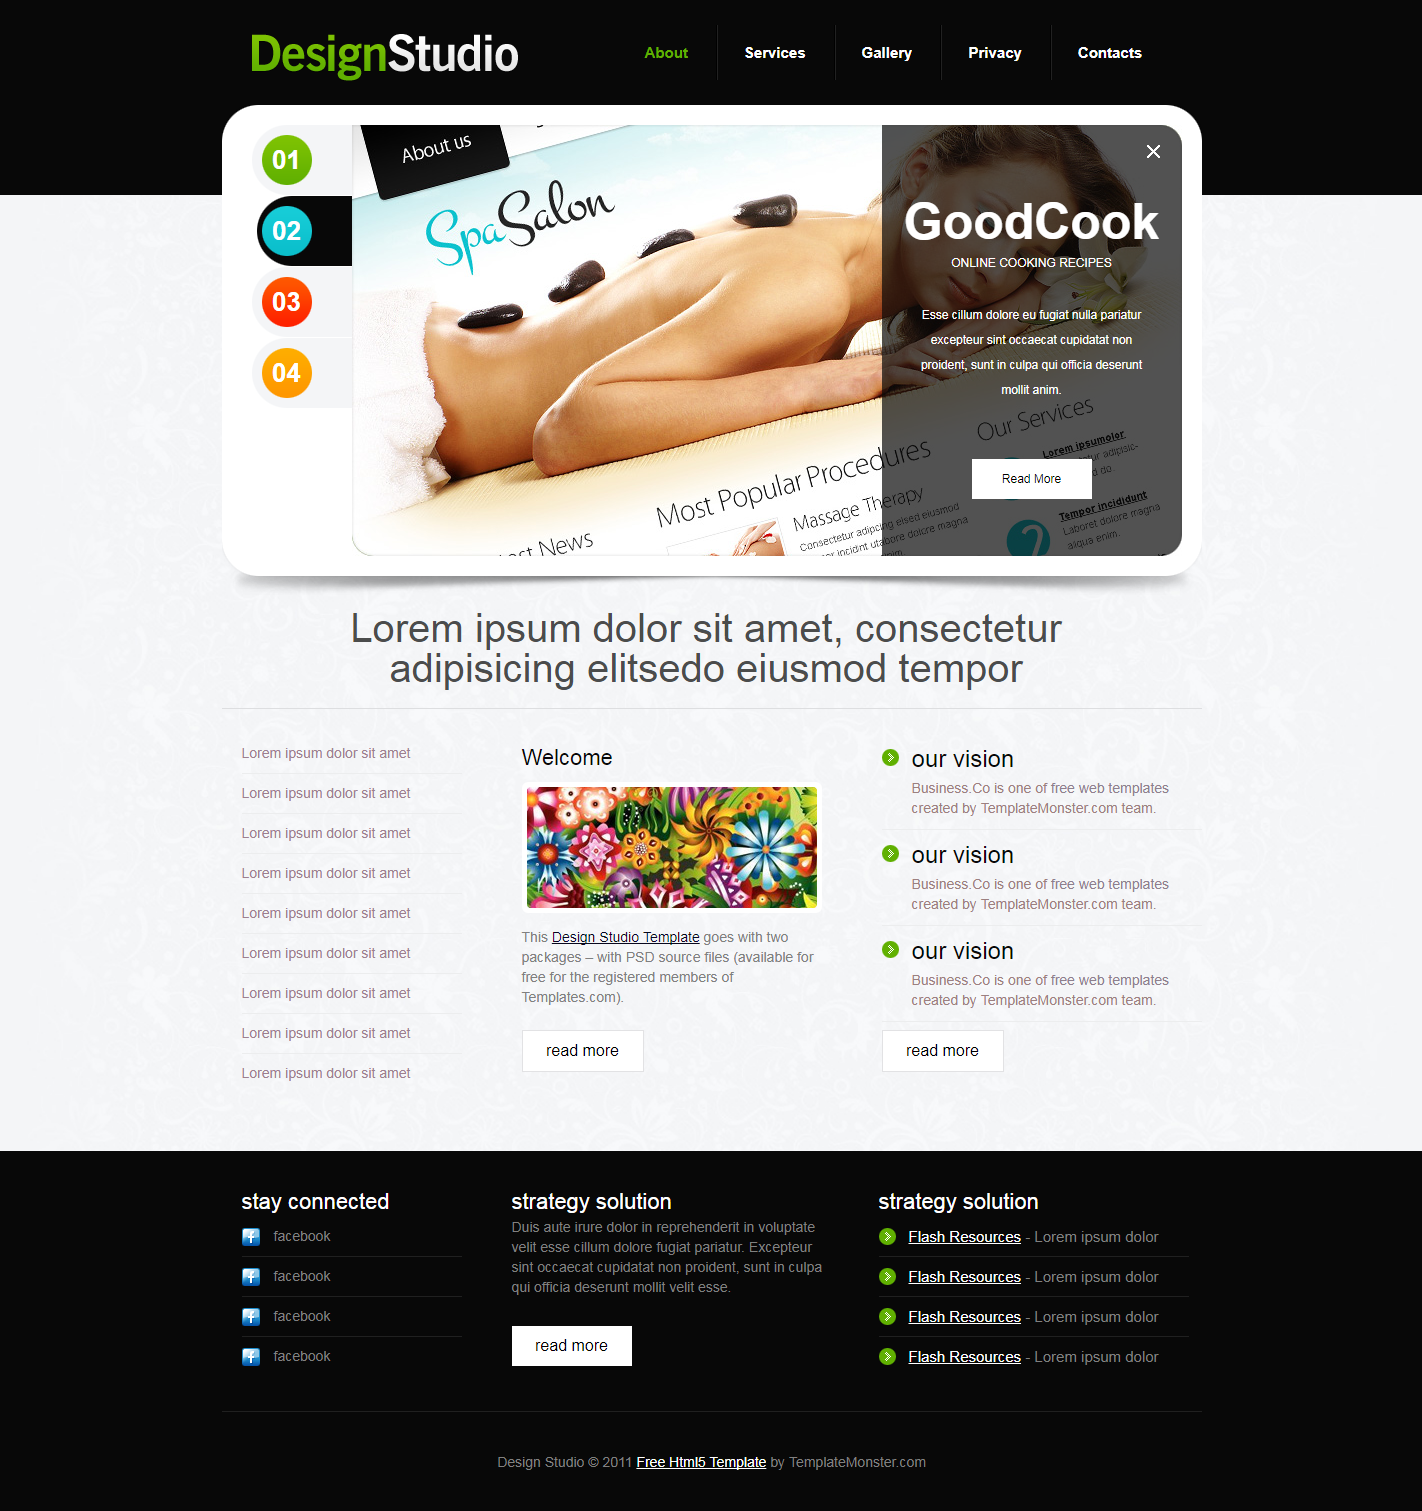 DesignStudio
About
Services
Gallery
Privacy
Contacts
01
02
03
04
About us
SpaSalon
Most Popular Procedures
Massage Therapy
Consectetur adipcing elsed eiusmod
incidint utabore dolore magna
enim.
News
GoodCook
ONLINE COOKING RECIPES
Esse cillum dolore eu fugiat nulla pariatur
excepteur sint occaecat cupidatat non
proident, sunt in culpa qui officia deserunt
mollit anim.
Our Services
Lorem ipsumolor
adipisic-
do.
Read More
Tempor incididunt
Laboret dolore magna
aliqua enim.
Lorem ipsum dolor sit amet, consectetur
adipisicing elitsedo eiusmod tempor
Lorem ipsum dolor sit amet
Lorem ipsum dolor sit amet
Lorem ipsum dolor sit amet
Lorem ipsum dolor sit amet
Lorem ipsum dolor sit amet
Lorem ipsum dolor sit amet
Lorem ipsum dolor sit amet
Lorem ipsum dolor sit amet
Lorem ipsum dolor sit amet
Welcome
This Design Studio Template goes with two
packages – with PSD source files (available for
free for the registered members of
Templates.com).
read more
our vision
Business.Co is one of free web templates
created by TemplateMonster.com team.
our vision
Business.Co is one of free web templates
created by TemplateMonster.com team.
our vision
Business.Co is one of free web templates
created by TemplateMonster.com team.
read more
stay connected
facebook
facebook
facebook
facebook
strategy solution
Duis aute irure dolor in reprehenderit in voluptate
velit esse cillum dolore fugiat pariatur. Excepteur
sint occaecat cupidatat non proident, sunt in culpa
qui officia deserunt mollit velit esse.
read more
strategy solution
Flash Resources - Lorem ipsum dolor
Flash Resources - Lorem ipsum dolor
Flash Resources - Lorem ipsum dolor
Flash Resources - Lorem ipsum dolor
Design Studio © 2011 Free Html5 Template by TemplateMonster.com